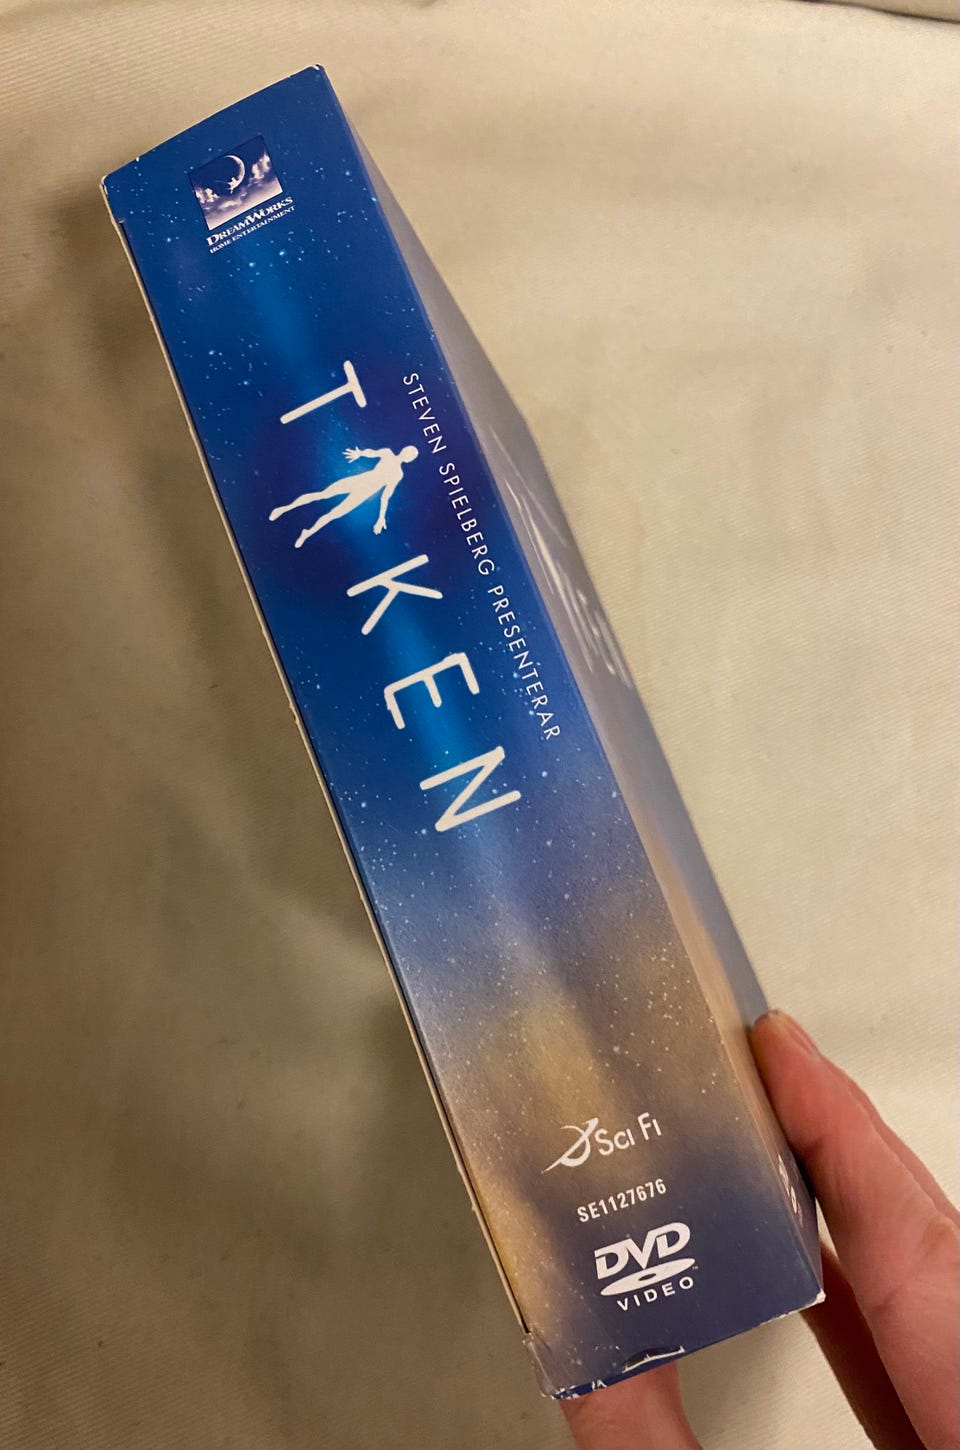 DREAMWORKS
HOME ENTERTAINMENT
STEVEN SPIELBERG PRESENTERAR
TAKEN
SCI FI
SE1127676
DVD
VIDEO